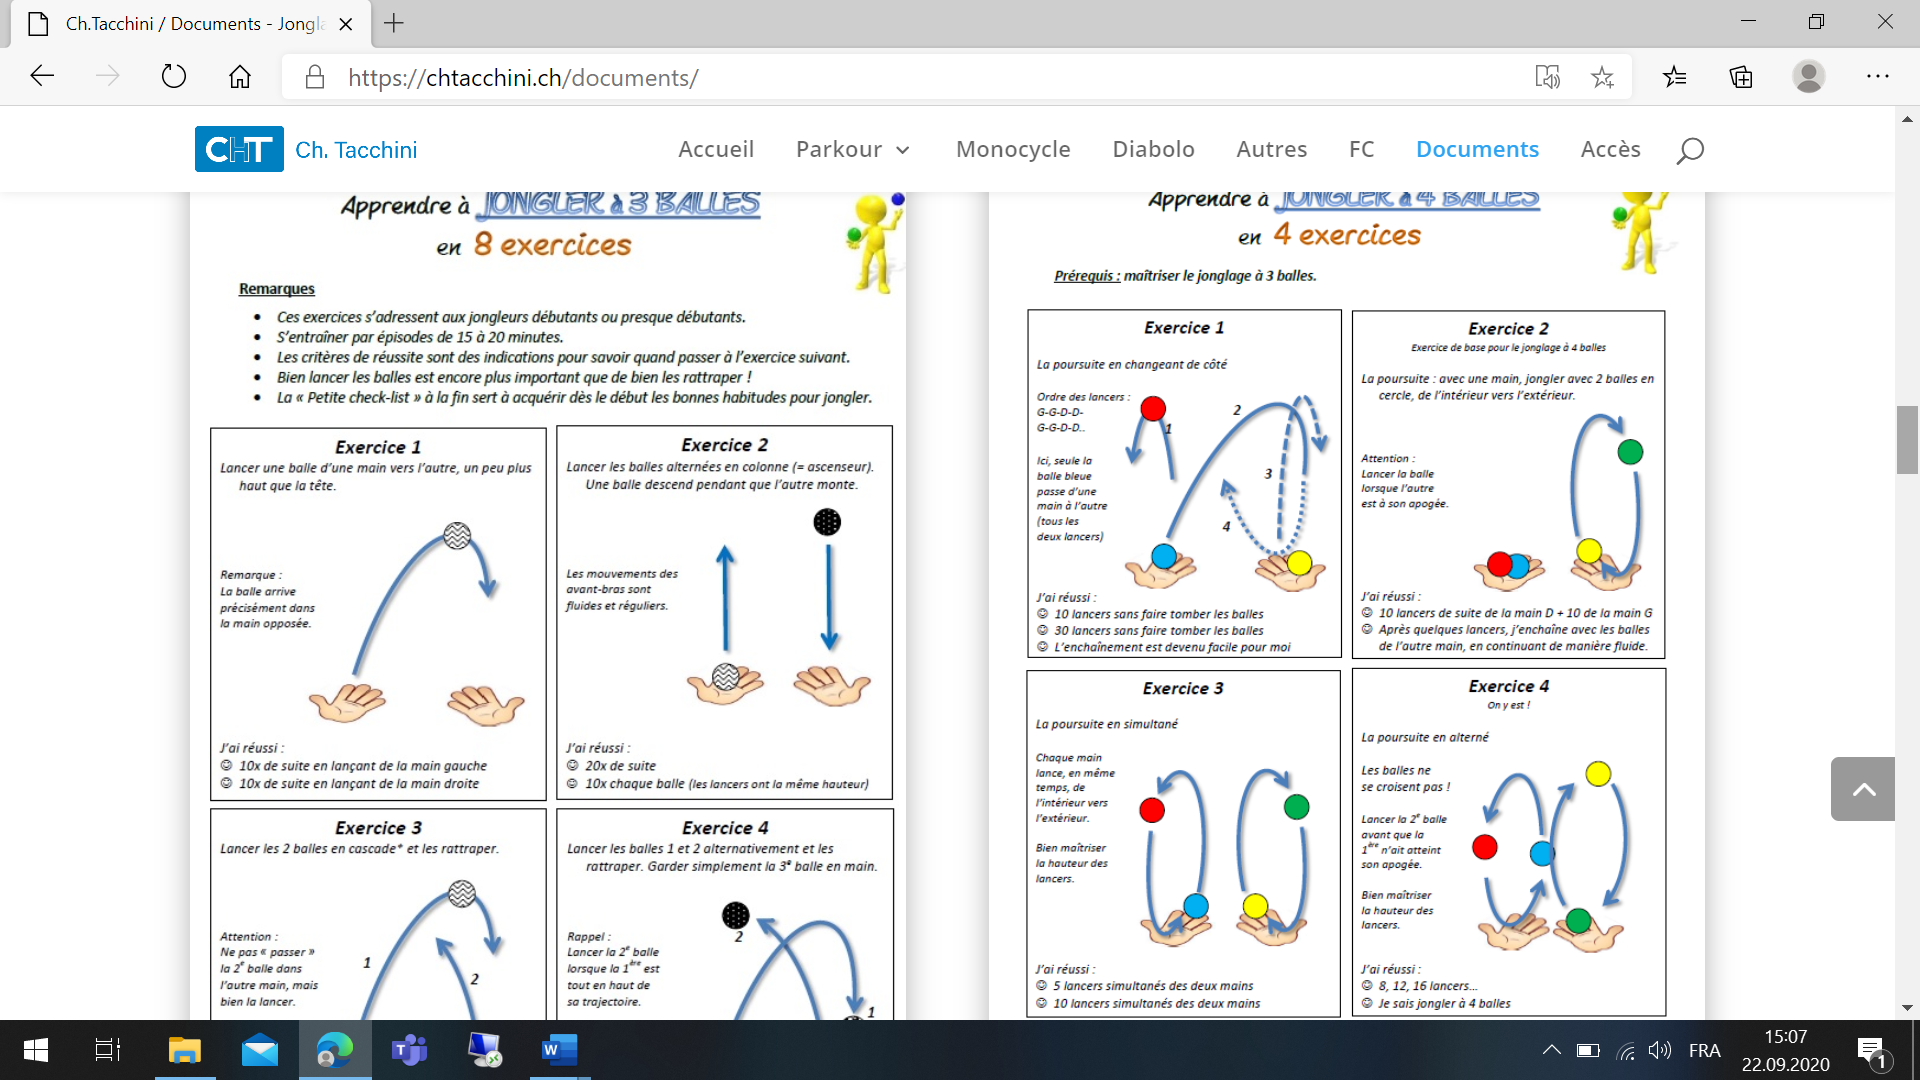 Ch.Tacchini / Documents - Jongla
https://chtacchini.ch/documents/
CHT Ch. Tacchini
Accueil Parkour Monocycle Diabolo Autres FC Documents Accès
Apprendre à JONGLER à 3 BALLES
en 8 exercices
Remarques
• Ces exercices s’adressent aux jongleurs débutants ou presque débutants.
• S’entraîner par épisodes de 15 à 20 minutes.
• Les critères de réussite sont des indications pour savoir quand passer à l’exercice suivant.
• Bien lancer les balles est encore plus important que de bien les rattraper !
• La « Petite check-list » à la fin sert à acquérir dès le début les bonnes habitudes pour jongler.
Exercice 1
Lancer une balle d’une main vers l’autre, un peu plus
haut que la tête.
Remarque :
La balle arrive
précisément dans
la main opposée.
J’ai réussi :
☺ 10x de suite en lançant de la main gauche
☺ 10x de suite en lançant de la main droite
Exercice 2
Lancer les balles alternées en colonne (= ascenseur).
Une balle descend pendant que l’autre monte.
Les mouvements des
avant-bras sont
fluides et réguliers.
J’ai réussi :
☺ 20x de suite
☺ 10x chaque balle (les lancers ont la même hauteur)
Exercice 3
Lancer les 2 balles en cascade* et les rattraper.
Attention :
Ne pas « passer »
la 2e balle dans
l’autre main, mais
bien la lancer.
1
2
Exercice 4
Lancer les balles 1 et 2 alternativement et les
rattraper. Garder simplement la 3e balle en main.
Rappel :
Lancer la 2e balle
lorsque la 1ère est
tout en haut de
sa trajectoire.
2
1
Apprendre à JONGLER à 4 BALLES
en 4 exercices
Prérequis : maîtriser le jonglage à 3 balles.
Exercice 1
La poursuite en changeant de côté
Ordre des lancers :
G-G-D-D-
G-G-D-D..
Ici, seule la
balle bleue
passe d’une
main à l’autre
(tous les
deux lancers)
1
2
3
4
J’ai réussi :
☺ 10 lancers sans faire tomber les balles
☺ 30 lancers sans faire tomber les balles
☺ L’enchaînement est devenu facile pour moi
Exercice 2
Exercice de base pour le jonglage à 4 balles
La poursuite : avec une main, jongler avec 2 balles en
cercle, de l’intérieur vers l’extérieur.
Attention :
Lancer la balle
lorsque l’autre
est à son apogée.
J’ai réussi :
☺ 10 lancers de suite de la main D + 10 de la main G
☺ Après quelques lancers, j’enchaîne avec les balles
de l’autre main, en continuant de manière fluide.
Exercice 3
La poursuite en simultané
Chaque main
lance, en même
temps, de
l’intérieur vers
l’extérieur.
Bien maîtriser
la hauteur des
lancers.
J’ai réussi :
☺ 5 lancers simultanés des deux mains
☺ 10 lancers simultanés des deux mains
Exercice 4
On y est !
La poursuite en alterné
Les balles ne
se croisent pas !
Lancer la 2e balle
avant que la
1ère n’ait atteint
son apogée.
Bien maîtriser
la hauteur des
lancers.
J’ai réussi :
☺ 8, 12, 16 lancers...
☺ Je sais jongler à 4 balles
FRA
15:07
22.09.2020
1